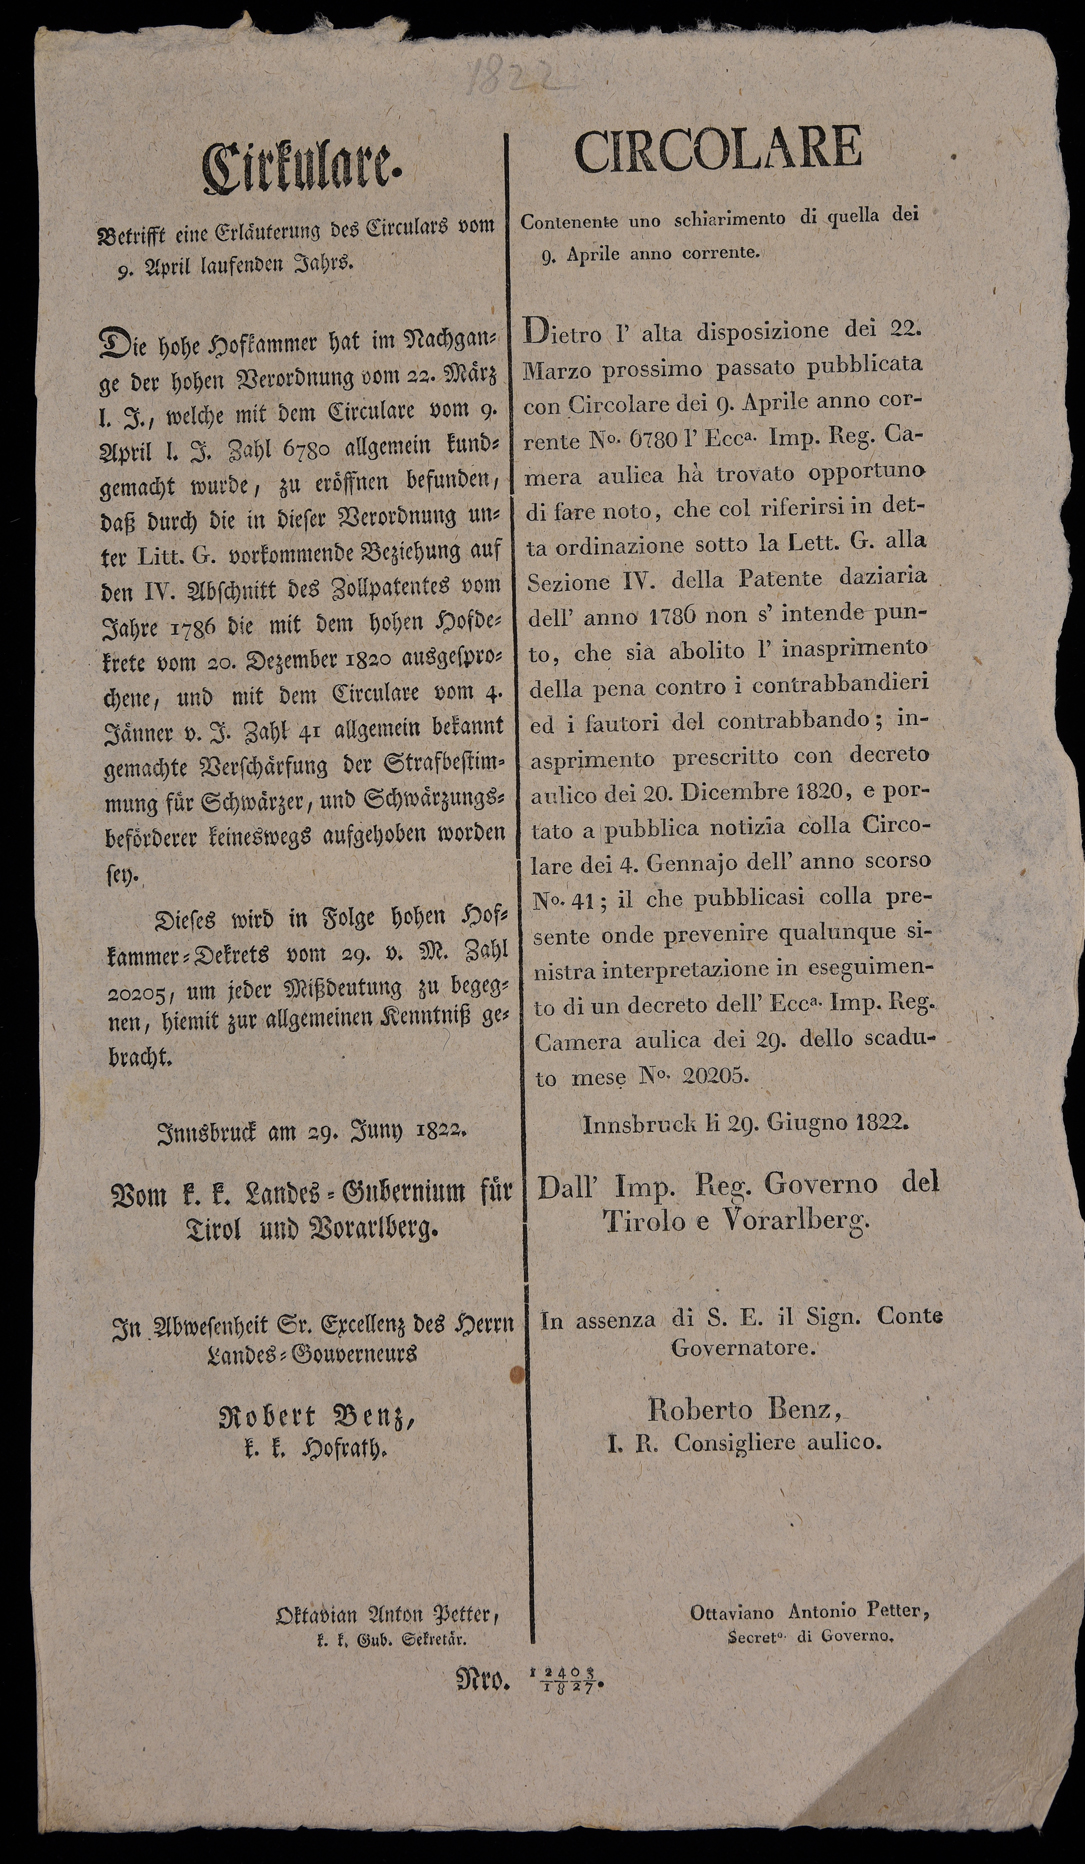 1822
Cirkulare.
Betrifft eine Erläuterung des Circulars vom
9. April laufenden Jahrs.
Die hohe Hofkammer hat im Nachgan-
ge der hohen Verordnung vom 22. März
l. J., welche mit dem Circulare vom 9.
April l. J. Zahl 6780 allgemein kund-
gemacht wurde, zu eröffnen befunden,
daß durch die in dieser Verordnung un-
ter Litt. G. vorkommende Beziehung auf
den IV. Abschnitt des Zollpatentes vom
Jahre 1786 die mit dem hohen Hofde-
krete vom 20. Dezember 1820 ausgespro-
chene, und mit dem Circulare vom 4.
Jänner v. J. Zahl 41 allgemein bekannt
gemachte Verschärfung der Strafbestim-
mung für Schwärzer, und Schwärzungs-
beförderer keineswegs aufgehoben worden
sey.
Dieses wird in Folge hohen Hof-
kammer-Dekrets vom 29. v. M. Zahl
20205, um jeder Mißdeutung zu begeg-
nen, hiemit zur allgemeinen Kenntniß ge-
bracht.
Innsbruck am 29. Juny 1822.
Vom k. k. Landes-Gubernium für
Tirol und Vorarlberg.
In Abwesenheit Sr. Excellenz des Herrn
Landes-Gouverneurs
Robert Benz,
k. k. Hofrath.
Oktavian Anton Petter,
k. k. Gub. Sekretär.
CIRCOLARE
Contenente uno schiarimento di quella dei
9. Aprile anno corrente.
Dietro l' alta disposizione dei 22.
Marzo prossimo passato pubblicata
con Circolare dei 9. Aprile anno cor-
rente No. 6780 l' Ecca. Imp. Reg. Ca-
mera aulica hà trovato opportuno
di fare noto, che col riferirsi in det-
ta ordinazione sotto la Lett. G. alla
Sezione IV. della Patente daziaria
dell' anno 1786 non s' intende pun-
to, che sia abolito l' inasprimento
della pena contro i contrabbandieri
ed i fautori del contrabbando; in-
asprimento prescritto con decreto
aulico dei 20. Dicembre 1820, e por-
tato a pubblica notizia colla Circo-
lare dei 4. Gennajo dell' anno scorso
No. 41; il che pubblicasi colla pre-
sente onde prevenire qualunque si-
nistra interpretazione in eseguimen-
to di un decreto dell' Ecca. Imp. Reg.
Camera aulica dei 29. dello scadu-
to mese No. 20205.
Innsbruck li 29. Giugno 1822.
Dall' Imp. Reg. Governo del
Tirolo e Vorarlberg.
In assenza di S. E. il Sign. Conte
Governatore.
Roberto Benz,
I. R. Consigliere aulico.
Ottaviano Antonio Petter,
Secreto. di Governo.
Nro. 12403/1827.